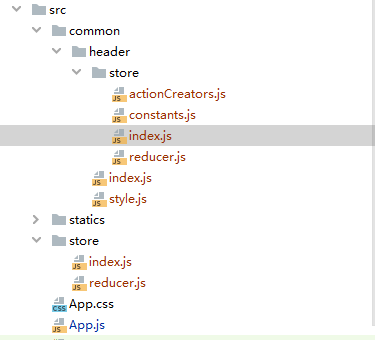 src
common
header
store
JS actionCreators.js
JS constants.js
JS index.js
JS reducer.js
JS index.js
JS style.js
statics
store
JS index.js
JS reducer.js
CSS App.css
JS App.js